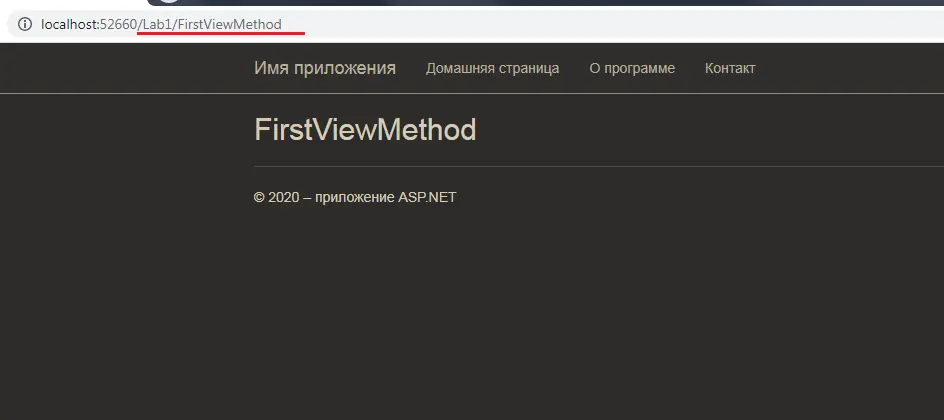 localhost:52660/Lab1/FirstViewMethod
Имя приложения Домашняя страница О программе Контакт
FirstViewMethod
© 2020 – приложение ASP.NET